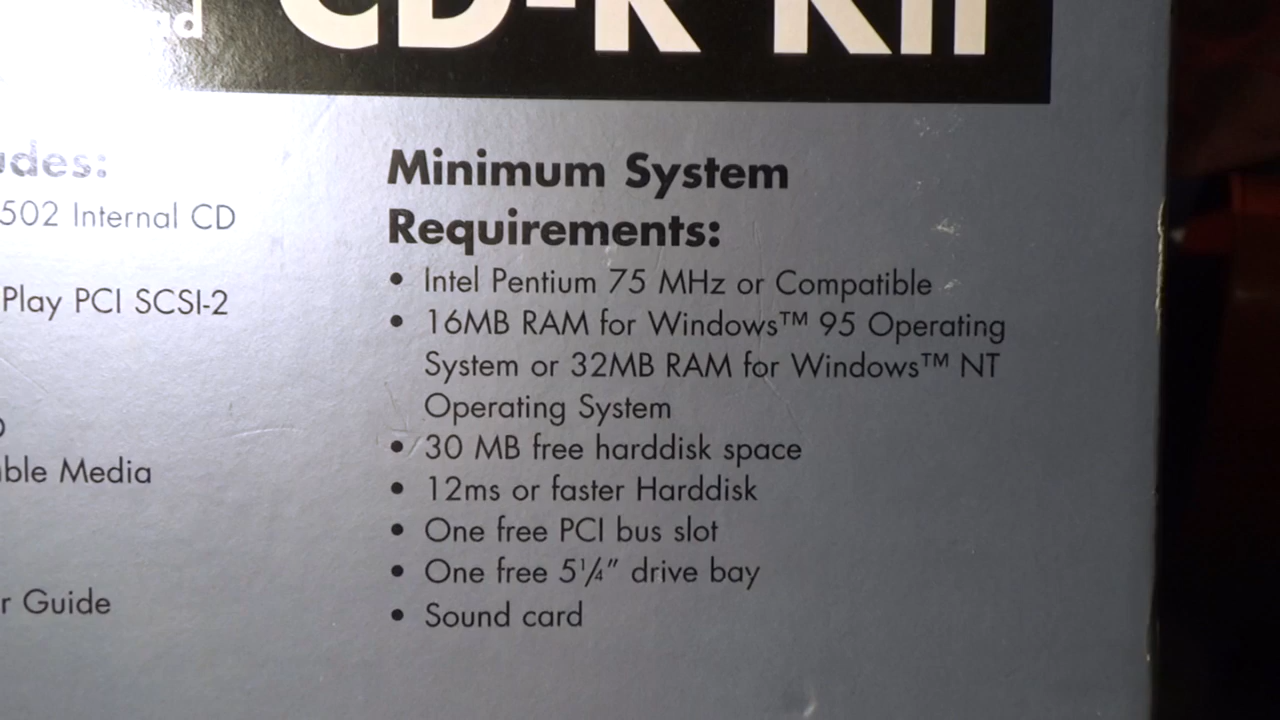 CD-R Kit
Minimum System
Requirements:
• Intel Pentium 75 MHz or Compatible
• 16MB RAM for Windows™ 95 Operating
System or 32MB RAM for Windows™ NT
Operating System
• 30 MB free harddisk space
• 12ms or faster Harddisk
• One free PCI bus slot
• One free 5¼" drive bay
• Sound card
502 Internal CD
Play PCI SCSI-2
Media
Guide